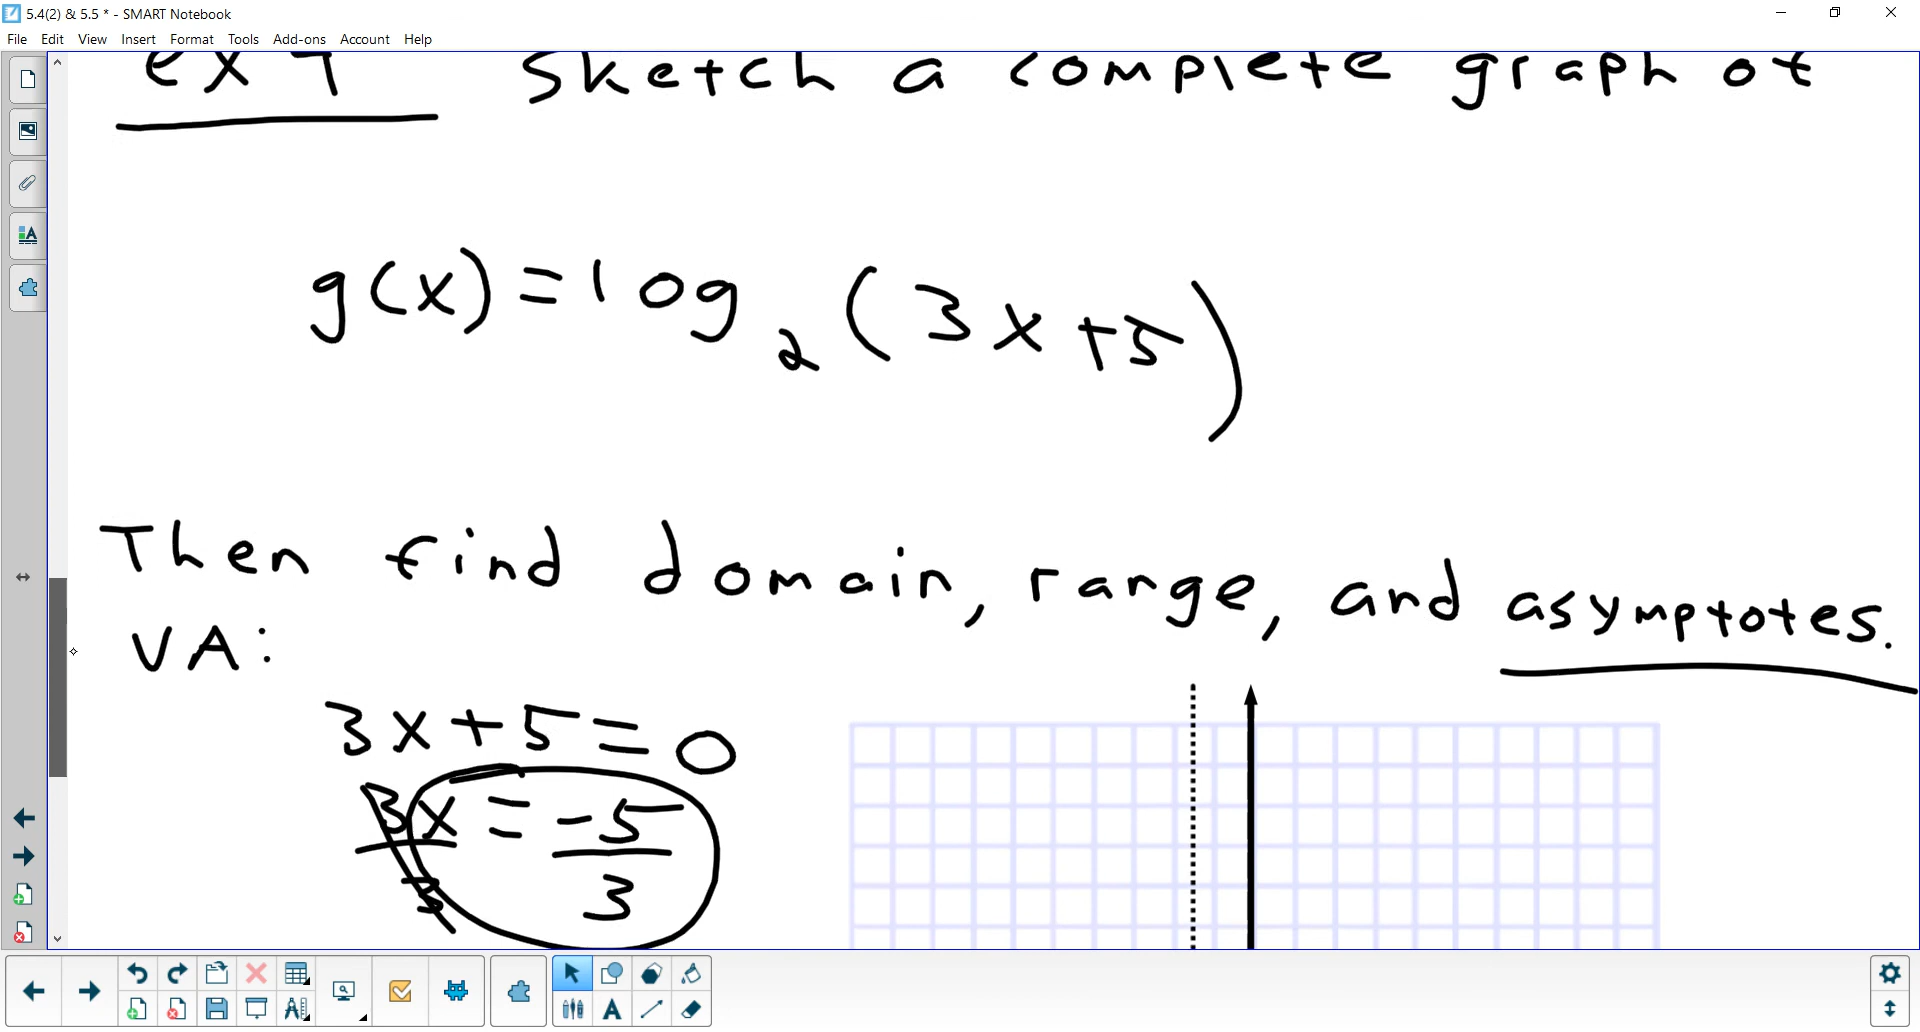 5.4(2) & 5.5 * - SMART Notebook
File Edit View Insert Format Tools Add-ons Account Help
sketch a complete graph of
g(x)=log₂(3x+5)
Then find domain, range, and asymptotes.
VA:
3x+5=0
3x = -5
3 3